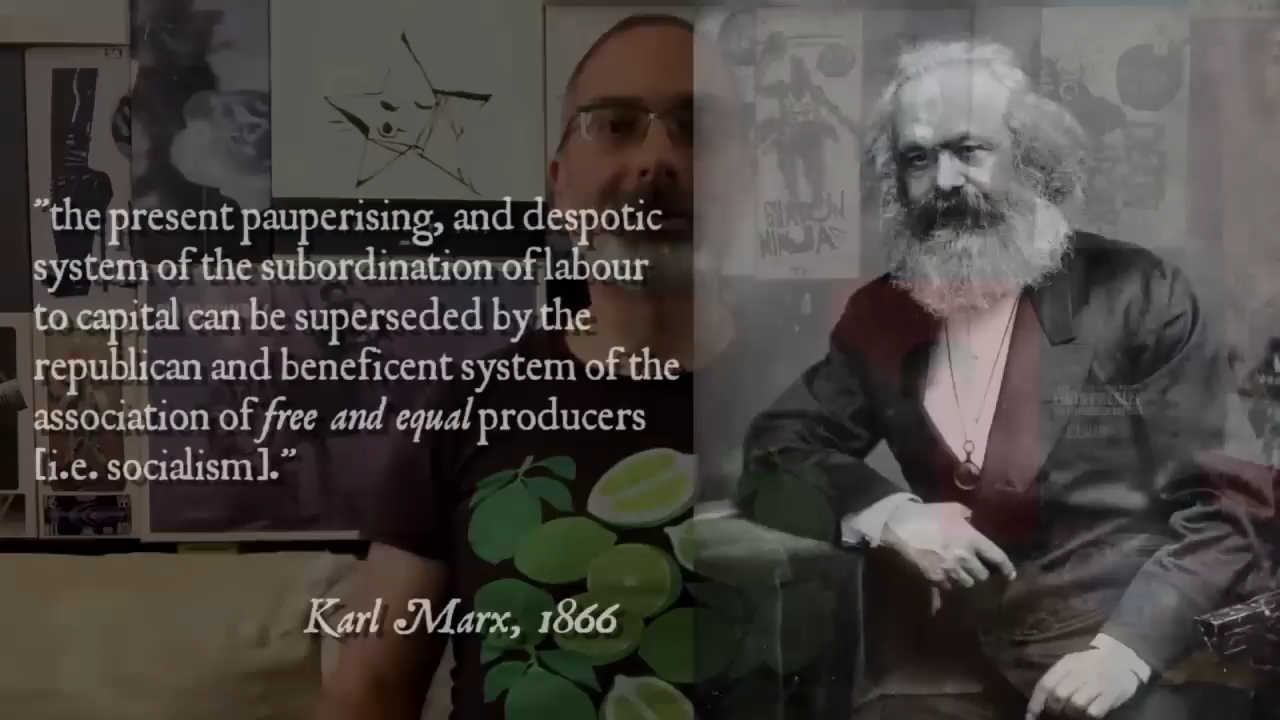 "the present pauperising, and despotic
system of the subordination of labour
to capital can be superseded by the
republican and beneficent system of the
association of free and equal producers
[i.e. socialism]."
Karl Marx, 1866